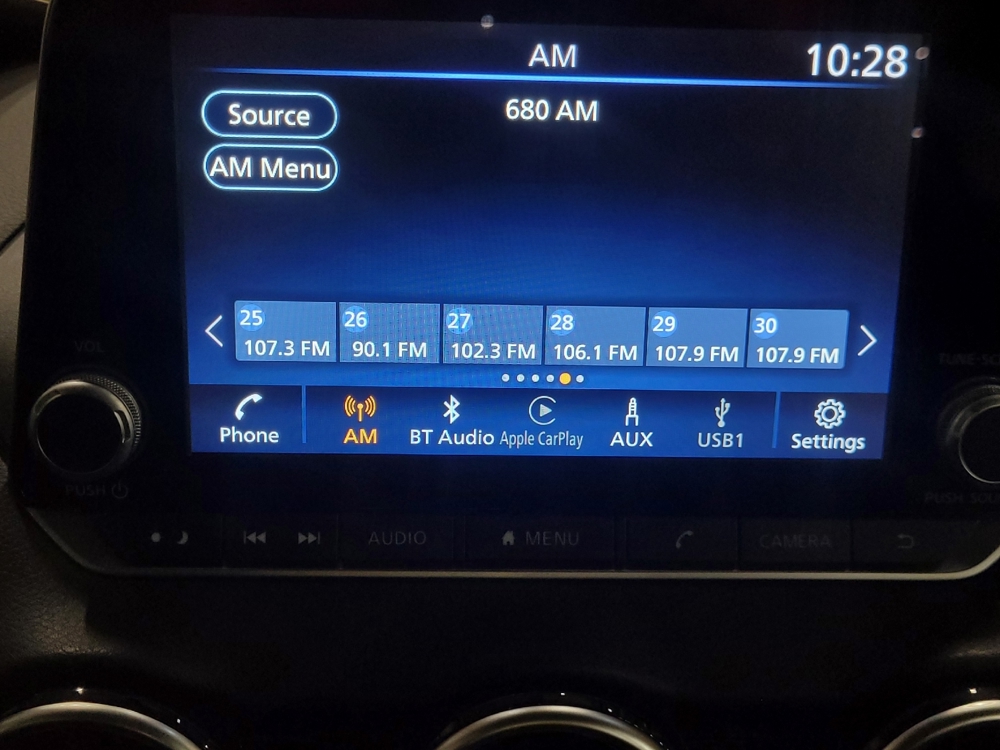 AM
10:28
Source
680 AM
AM Menu
25 26 27 28 29 30
107.3 FM 90.1 FM 102.3 FM 106.1 FM 107.9 FM 107.9 FM
Phone AM BT Audio Apple CarPlay AUX USB1 Settings
VOL
PUSH
AUDIO MENU CAMERA